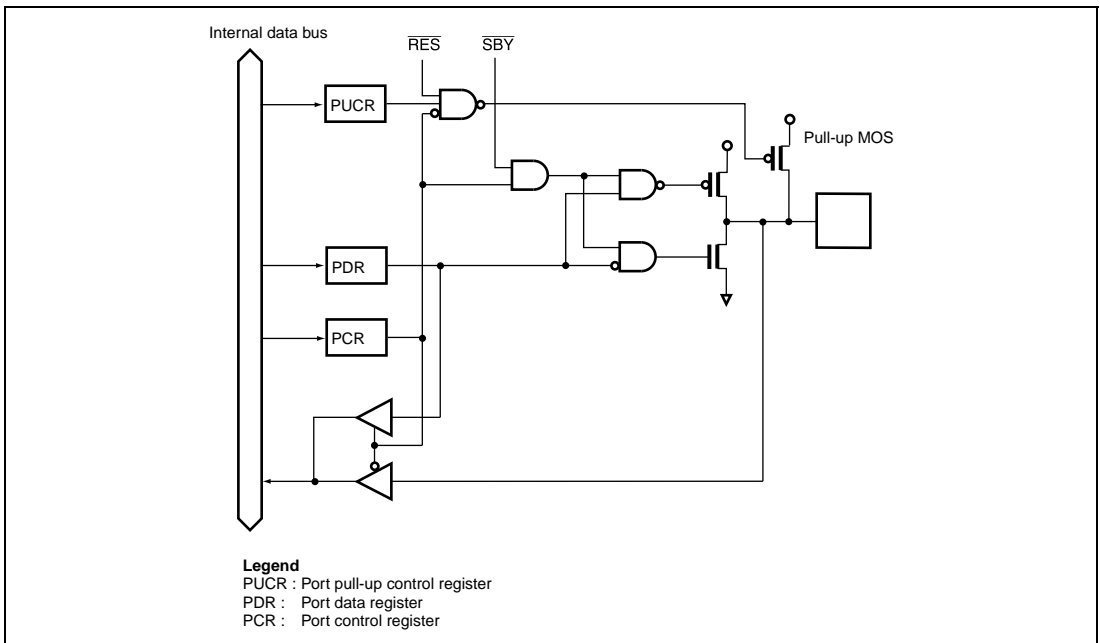 Internal data bus
RES
SBY
PUCR
Pull-up MOS
PDR
PCR
Legend
PUCR : Port pull-up control register
PDR : Port data register
PCR : Port control register